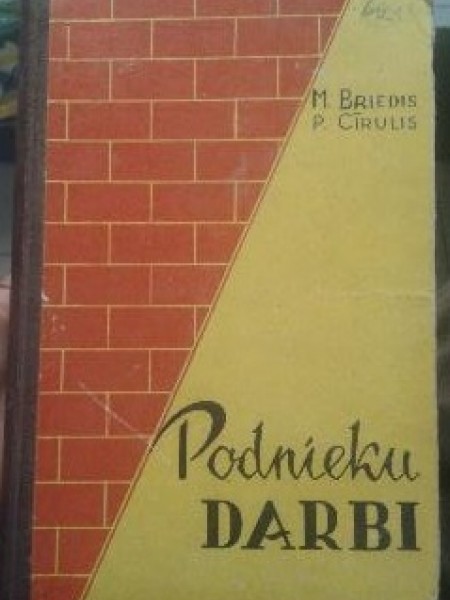 M. BRIEDIS
P. CĪRULIS
Podnieku
DARBI